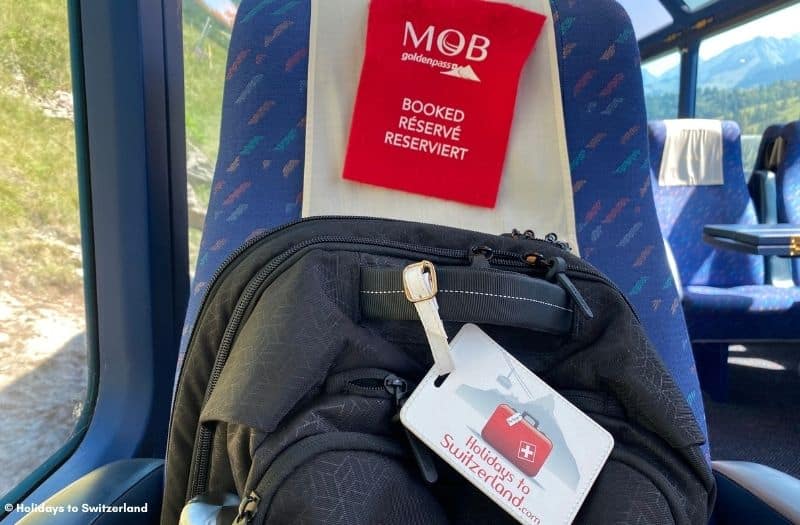 MOB
goldenpass
BOOKED
RÉSERVÉ
RESERVIERT
Holidays to
Switzerland.com
© Holidays to Switzerland